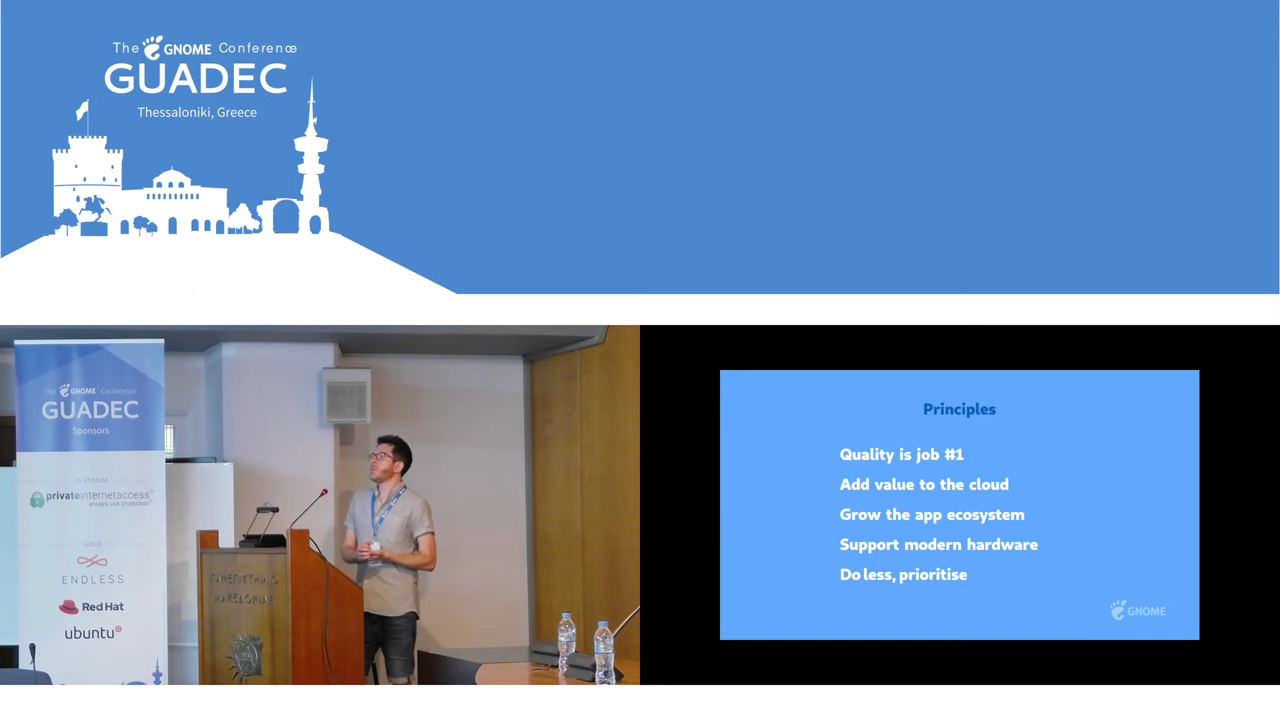 The GNOME Conference
GUADEC
Thessaloniki, Greece
The GNOME Conference
GUADEC
Sponsors
PLATINUM
privateinternetaccess
always use protection
GOLD
ENDLESS
Red Hat
ubuntu
ΠΑΝΕΠΙΣΤΗΜΙΟ
ΜΑΚΕΔΟΝΙΑΣ
Principles
Quality is job #1
Add value to the cloud
Grow the app ecosystem
Support modern hardware
Do less, prioritise
GNOME